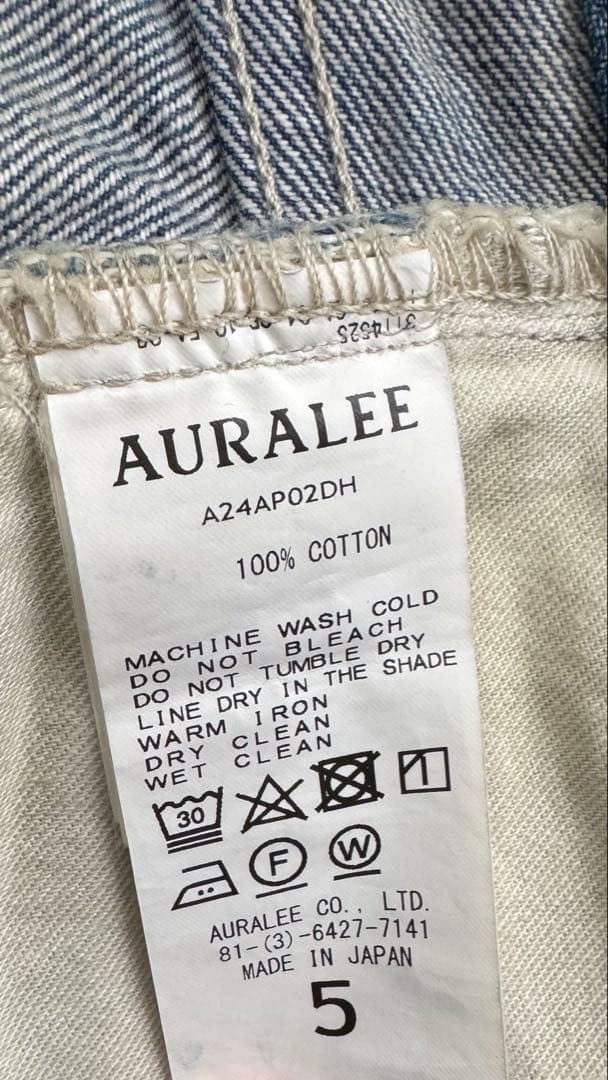 3114525
AURALEE
A24AP02DH
100% COTTON
MACHINE WASH COLD
DO NOT BLEACH
DO NOT TUMBLE DRY
LINE DRY IN THE SHADE
WARM IRON
DRY CLEAN
WET CLEAN
30
F W
AURALEE CO., LTD.
81-(3)-6427-7141
MADE IN JAPAN
5